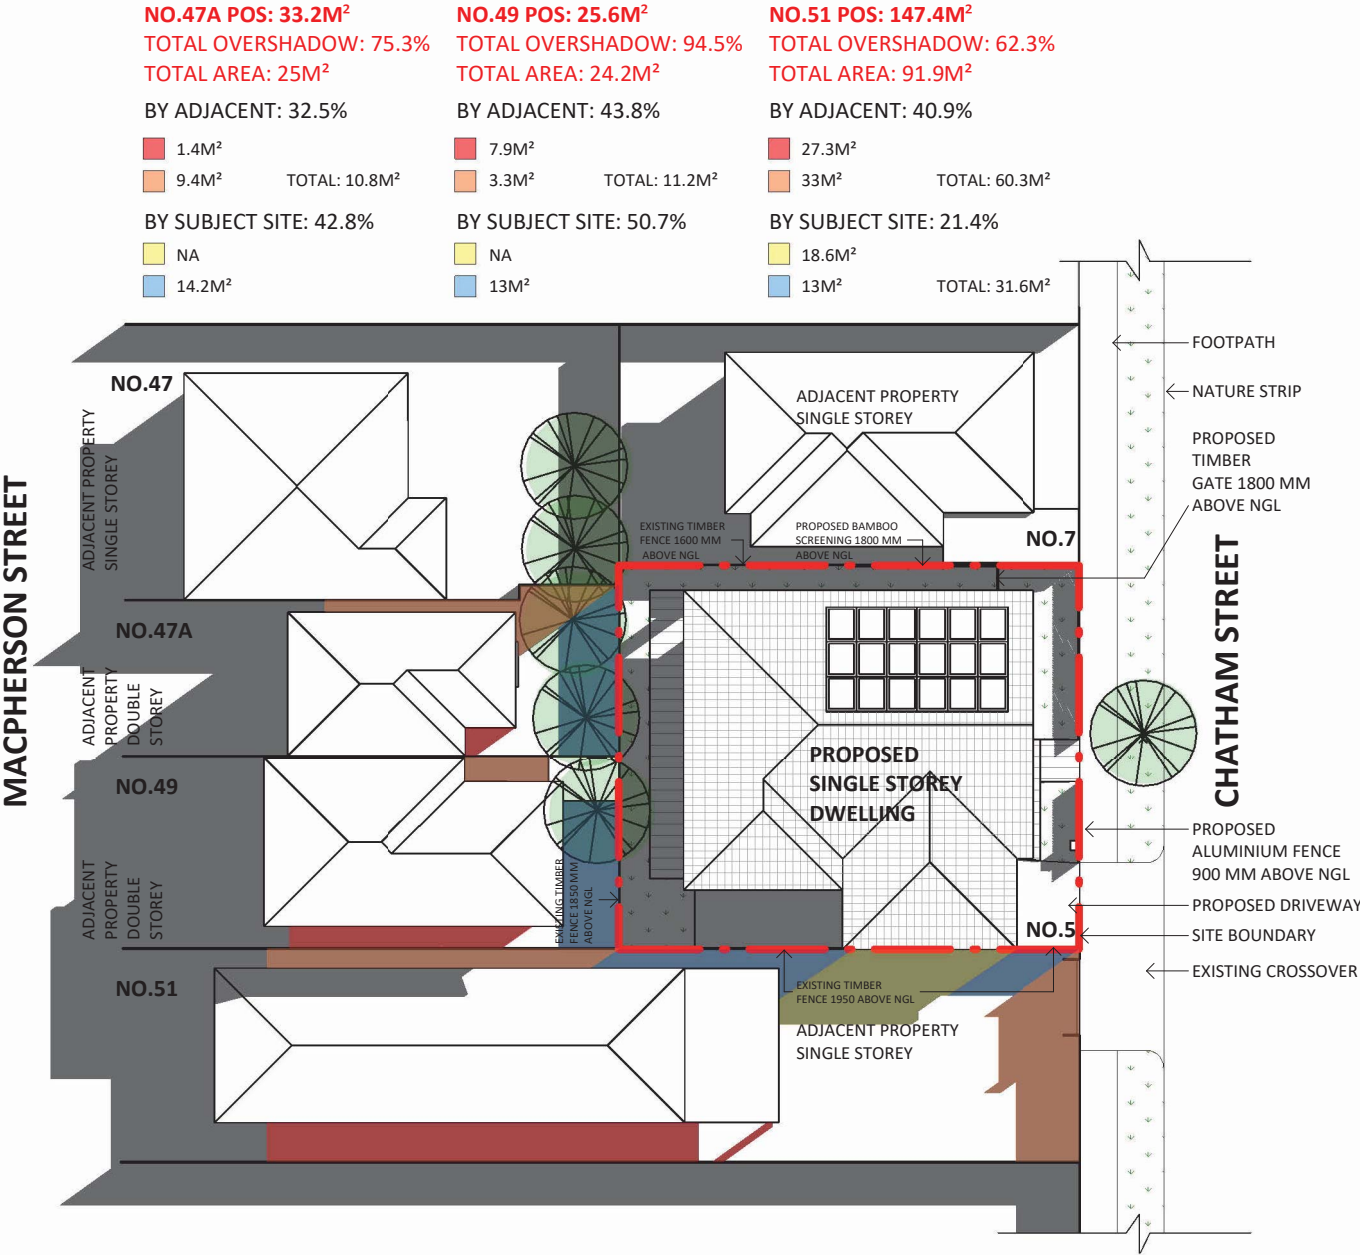 NO.47A POS: 33.2M²
TOTAL OVERSHADOW: 75.3%
TOTAL AREA: 25M²
BY ADJACENT: 32.5%
1.4M²
9.4M² TOTAL: 10.8M²
BY SUBJECT SITE: 42.8%
NA
14.2M²
NO.49 POS: 25.6M²
TOTAL OVERSHADOW: 94.5%
TOTAL AREA: 24.2M²
BY ADJACENT: 43.8%
7.9M²
3.3M² TOTAL: 11.2M²
BY SUBJECT SITE: 50.7%
NA
13M²
NO.51 POS: 147.4M²
TOTAL OVERSHADOW: 62.3%
TOTAL AREA: 91.9M²
BY ADJACENT: 40.9%
27.3M²
33M² TOTAL: 60.3M²
BY SUBJECT SITE: 21.4%
18.6M²
13M² TOTAL: 31.6M²
MACPHERSON STREET
NO.47
ADJACENT PROPERTY
SINGLE STOREY
NO.47A
ADJACENT
PROPERTY
DOUBLE
STOREY
NO.49
ADJACENT
PROPERTY
DOUBLE
STOREY
NO.51
ADJACENT PROPERTY
SINGLE STOREY
EXISTING TIMBER
FENCE 1600 MM
ABOVE NGL
PROPOSED BAMBOO
SCREENING 1800 MM
ABOVE NGL
NO.7
PROPOSED
SINGLE STOREY
DWELLING
EXISTING TIMBER
FENCE 1850 MM
ABOVE NGL
NO.5
EXISTING TIMBER
FENCE 1950 ABOVE NGL
ADJACENT PROPERTY
SINGLE STOREY
FOOTPATH
NATURE STRIP
PROPOSED
TIMBER
GATE 1800 MM
ABOVE NGL
CHATHAM STREET
PROPOSED
ALUMINIUM FENCE
900 MM ABOVE NGL
PROPOSED DRIVEWAY
SITE BOUNDARY
EXISTING CROSSOVER